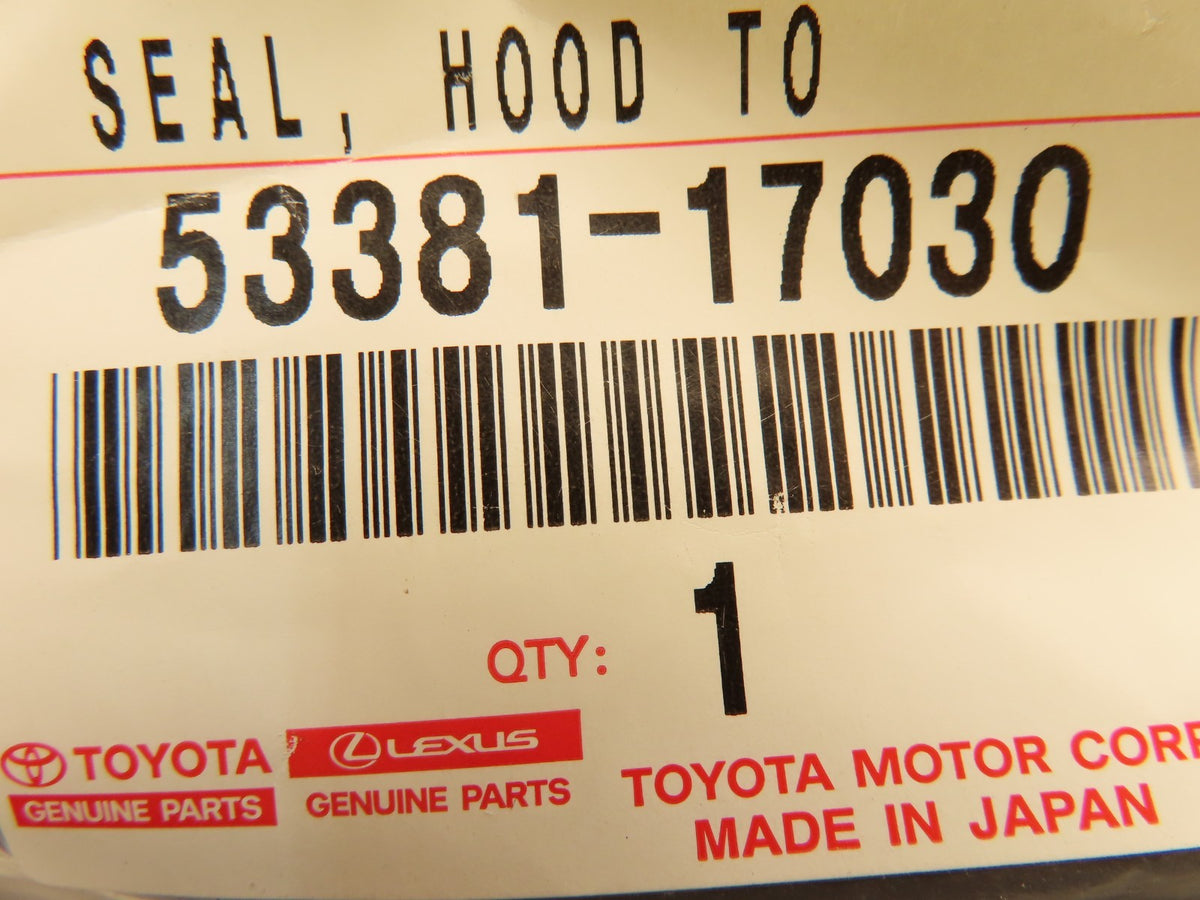 SEAL, HOOD TO
53381-17030
QTY: 1
TOYOTA
GENUINE PARTS
LEXUS
GENUINE PARTS
TOYOTA MOTOR CORP
MADE IN JAPAN